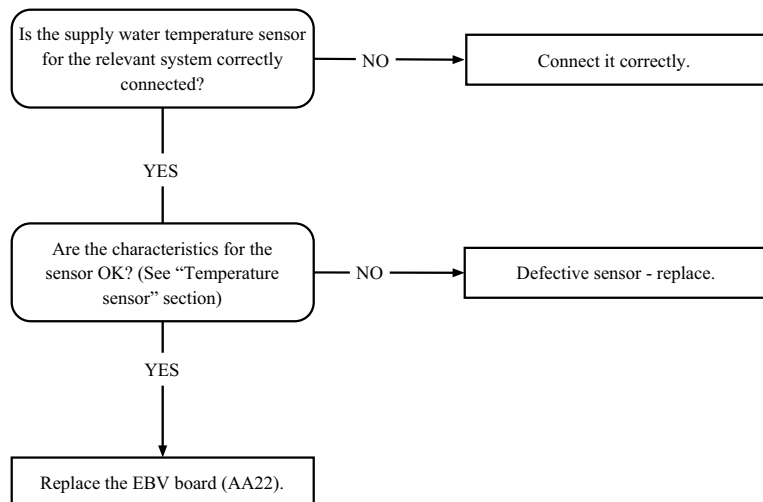 Is the supply water temperature sensor
for the relevant system correctly
connected?
NO
Connect it correctly.
YES
Are the characteristics for the
sensor OK? (See “Temperature
sensor” section)
NO
Defective sensor - replace.
YES
Replace the EBV board (AA22).